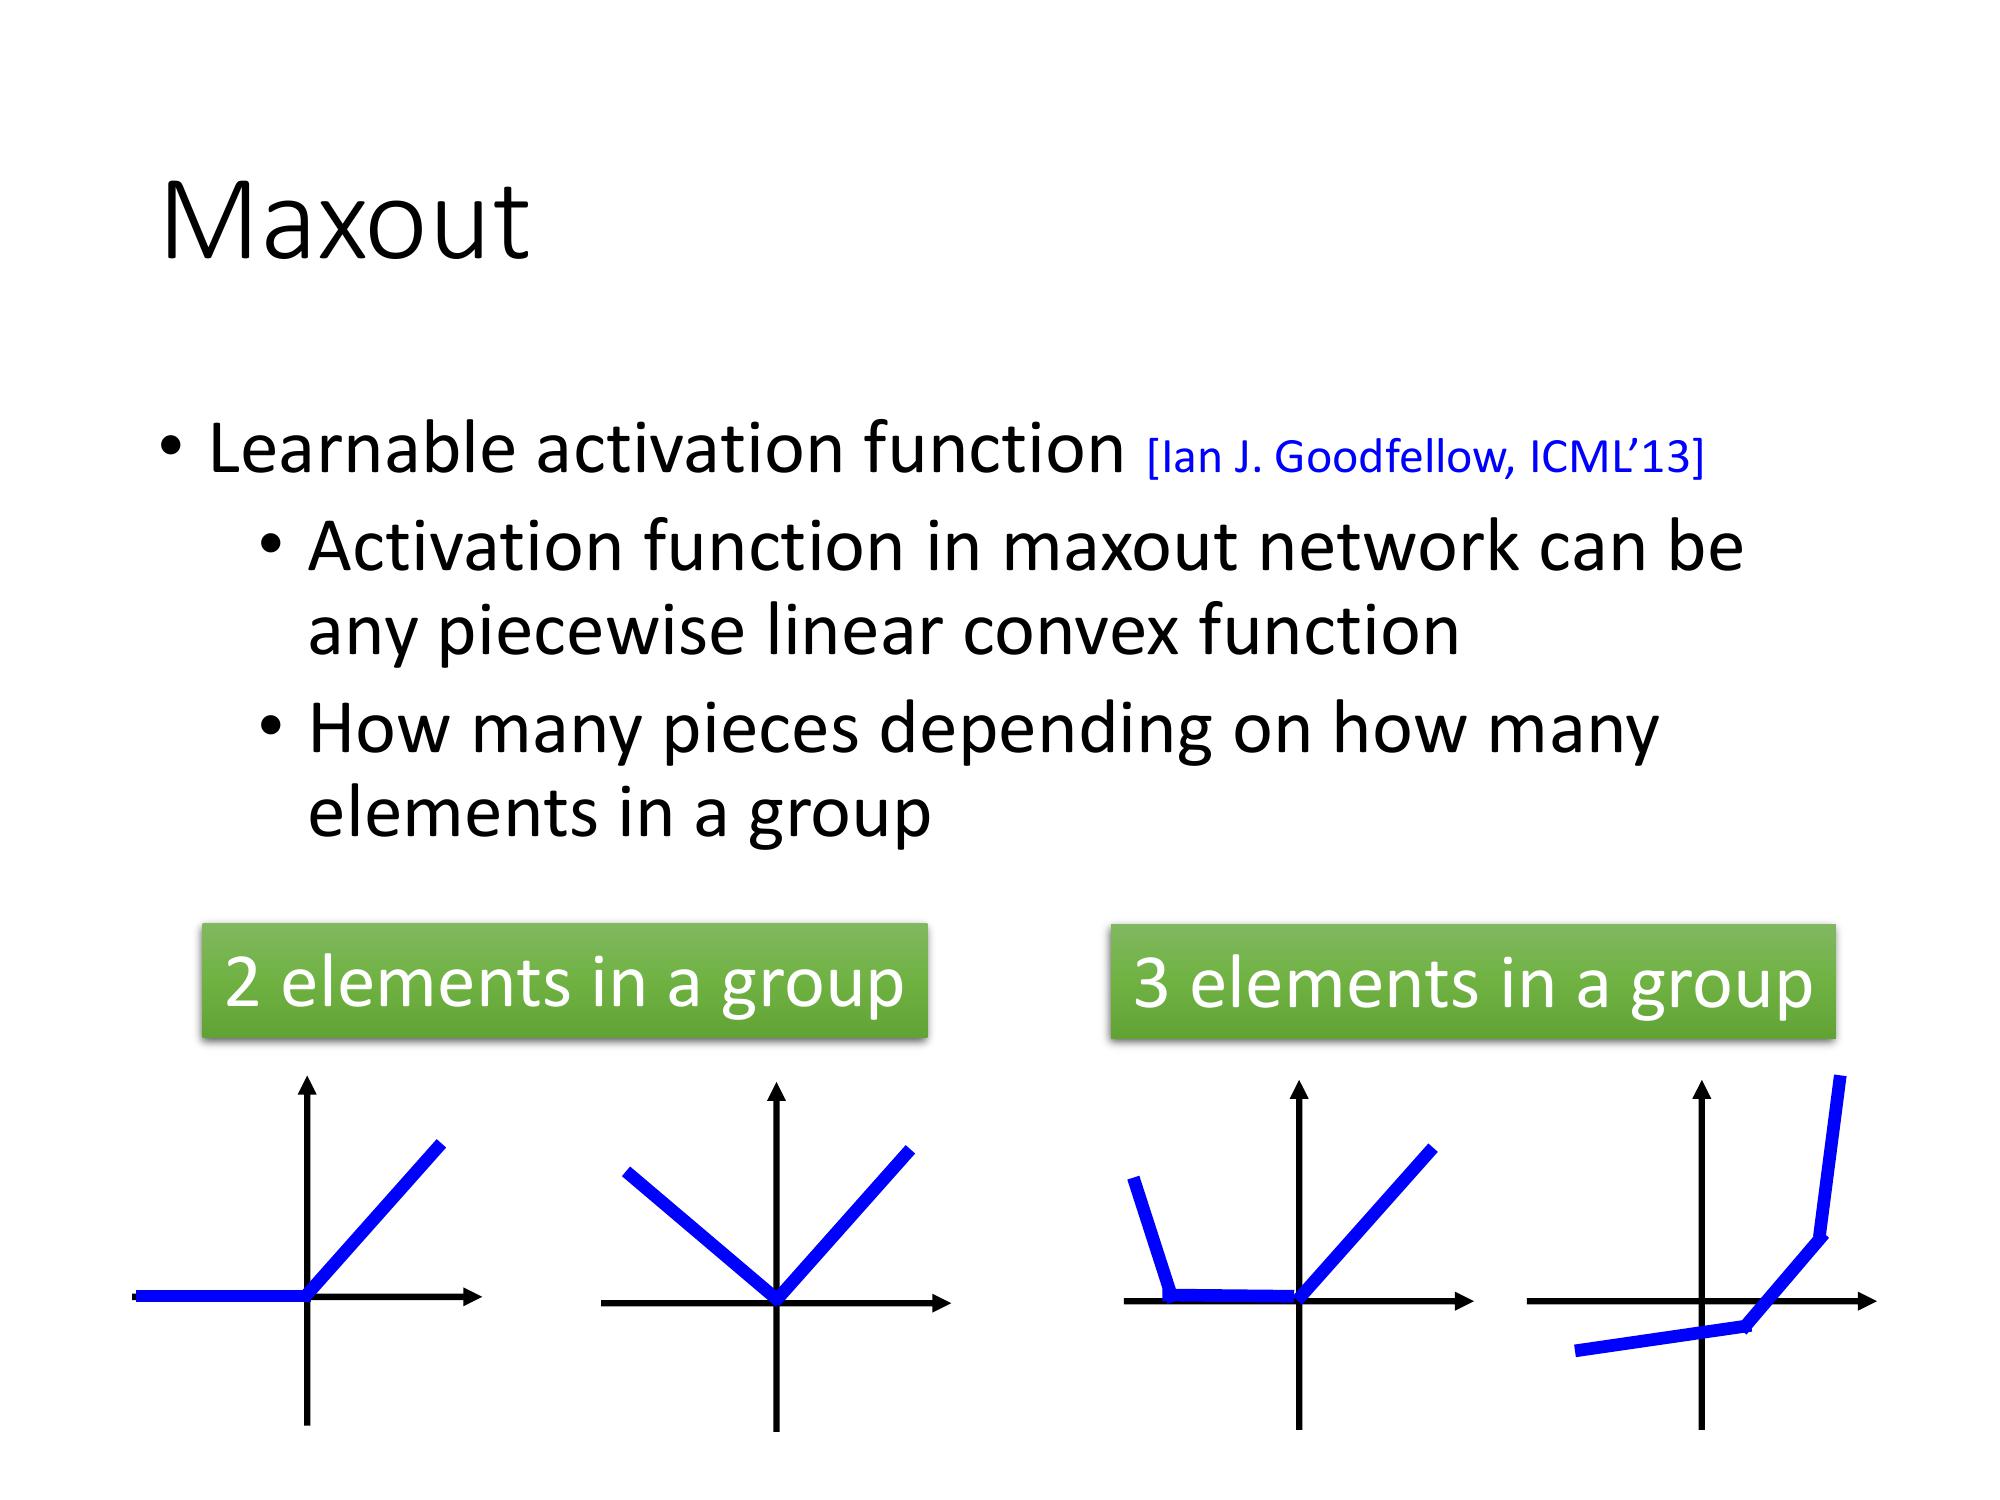 Maxout
• Learnable activation function [Ian J. Goodfellow, ICML’13]
• Activation function in maxout network can be
any piecewise linear convex function
• How many pieces depending on how many
elements in a group
2 elements in a group
3 elements in a group